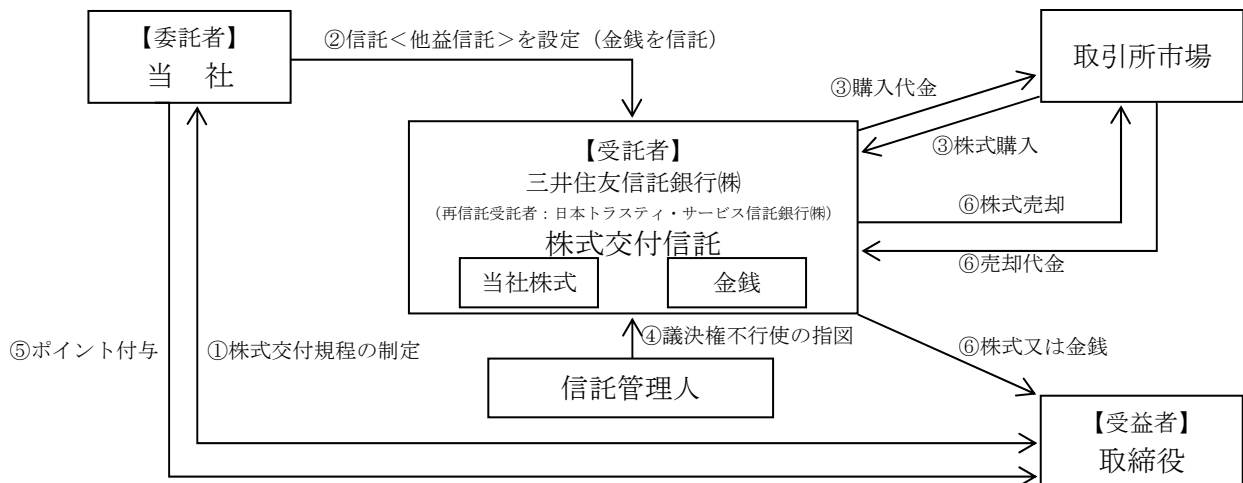 【委託者】
当 社
②信託<他益信託>を設定（金銭を信託）
取引所市場
③購入代金
③株式購入
【受託者】
三井住友信託銀行㈱
(再信託受託者：日本トラスティ・サービス信託銀行㈱)
株式交付信託
当社株式
金銭
⑥株式売却
⑥売却代金
⑤ポイント付与
①株式交付規程の制定
④議決権不行使の指図
⑥株式又は金銭
信託管理人
【受益者】
取締役